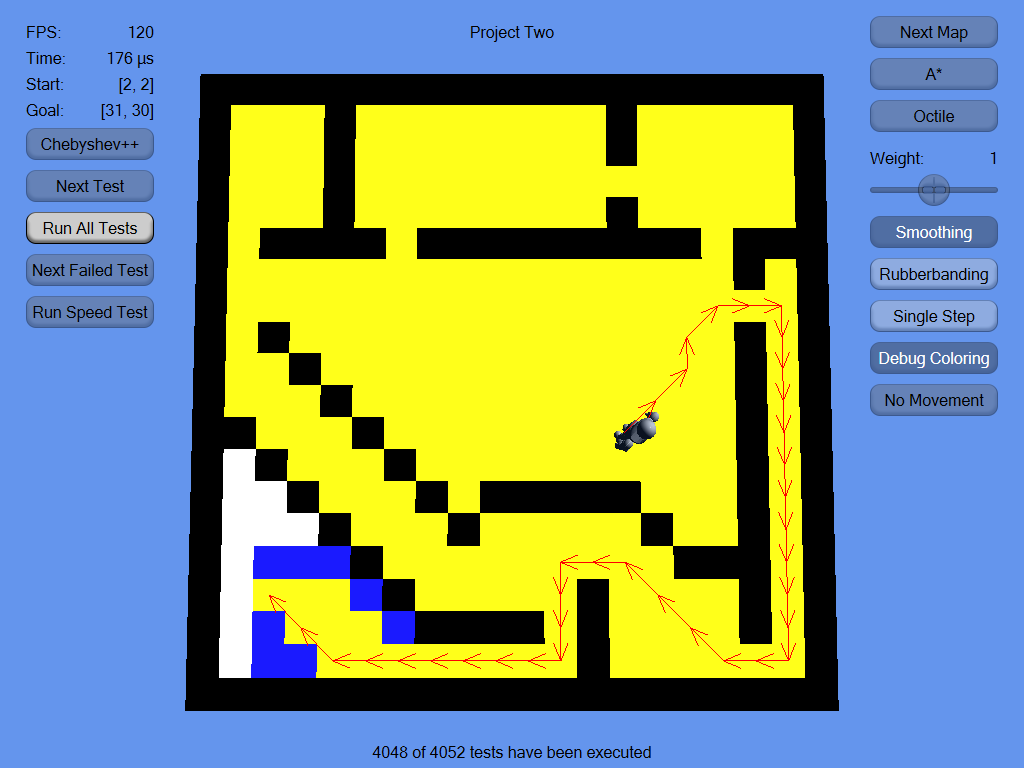 FPS: 120
Time: 176 µs
Start: [2, 2]
Goal: [31, 30]
Chebyshev++
Next Test
Run All Tests
Next Failed Test
Run Speed Test
Project Two
Next Map
A*
Octile
Weight: 1
Smoothing
Rubberbanding
Single Step
Debug Coloring
No Movement
4048 of 4052 tests have been executed